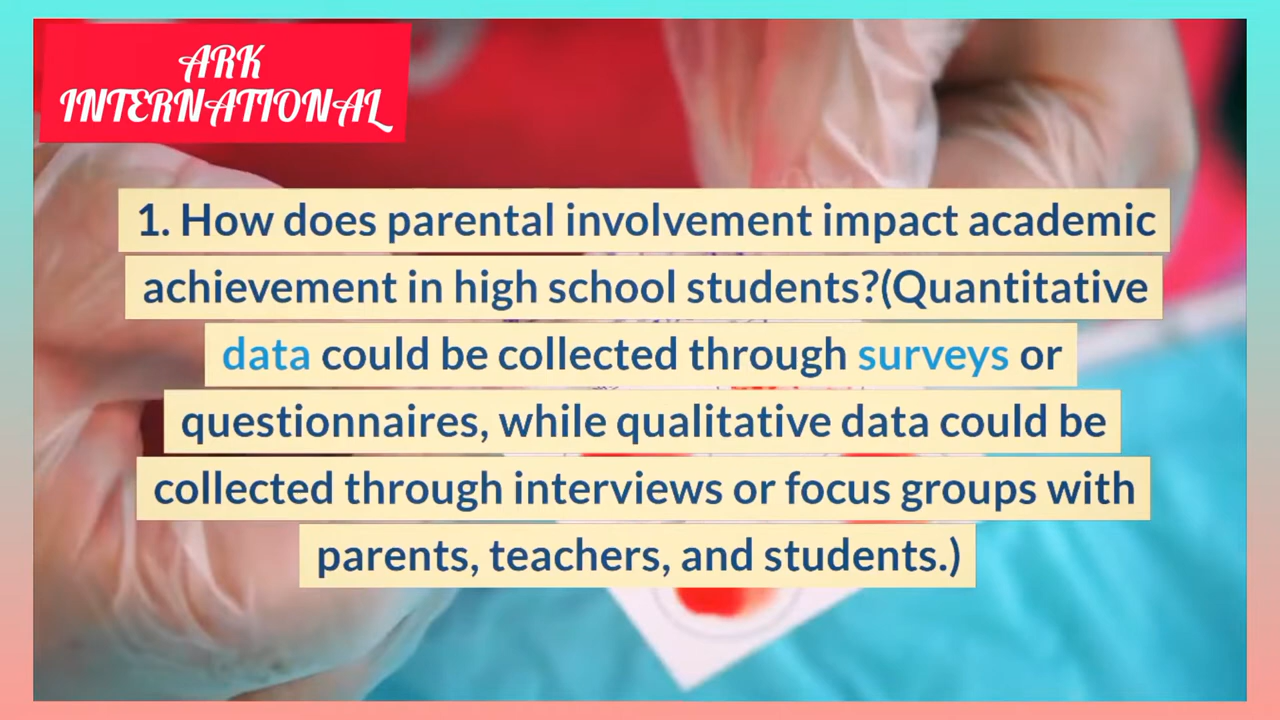 ARK
INTERNATIONAL
1. How does parental involvement impact academic
achievement in high school students?(Quantitative
data could be collected through surveys or
questionnaires, while qualitative data could be
collected through interviews or focus groups with
parents, teachers, and students.)